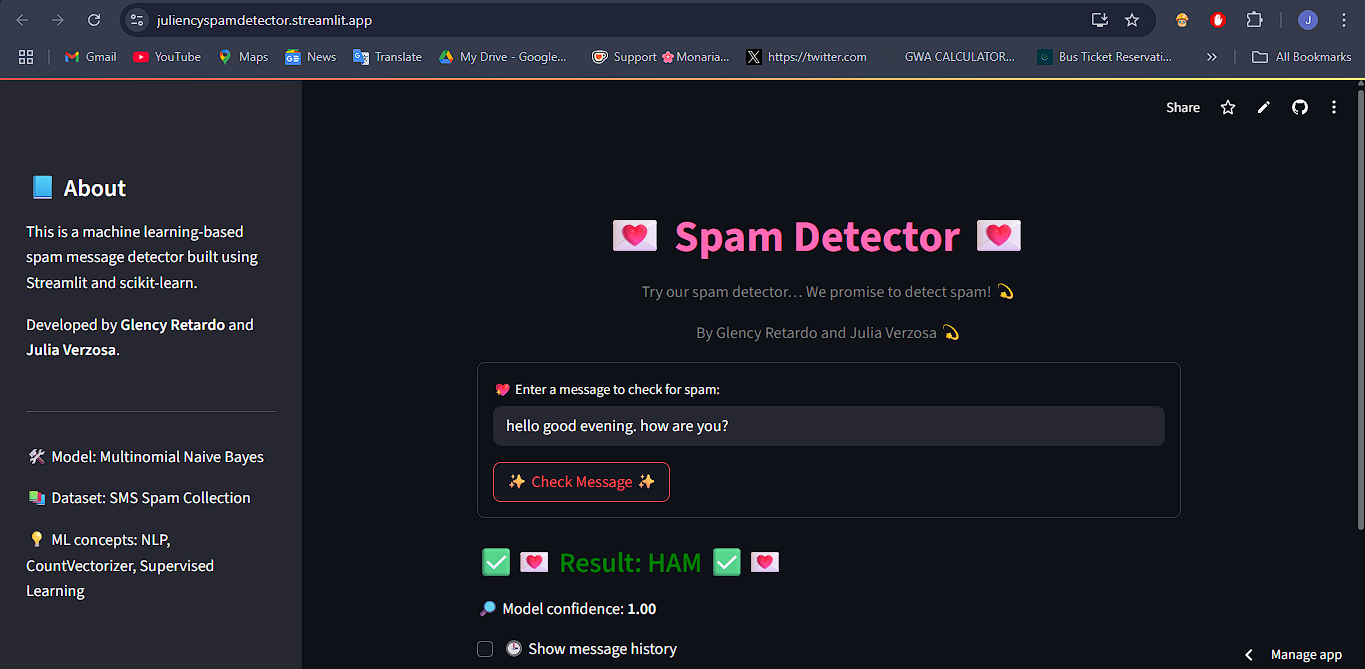 juliencyspamdetector.streamlit.app
J
Gmail
YouTube
Maps
News
Translate
My Drive - Google...
Support 🌸Monaria...
https://twitter.com
GWA CALCULATOR...
Bus Ticket Reservati...
»
All Bookmarks
Share
📘 About
This is a machine learning-based
spam message detector built using
Streamlit and scikit-learn.
Developed by Glency Retardo and
Julia Verzosa.
🛠️ Model: Multinomial Naive Bayes
📚 Dataset: SMS Spam Collection
💡 ML concepts: NLP,
CountVectorizer, Supervised
Learning
💌 Spam Detector 💌
Try our spam detector... We promise to detect spam! 💫
By Glency Retardo and Julia Verzosa 💫
💖 Enter a message to check for spam:
hello good evening. how are you?
✨ Check Message ✨
✅ 💌 Result: HAM ✅ 💌
🔎 Model confidence: 1.00
🕒 Show message history
Manage app